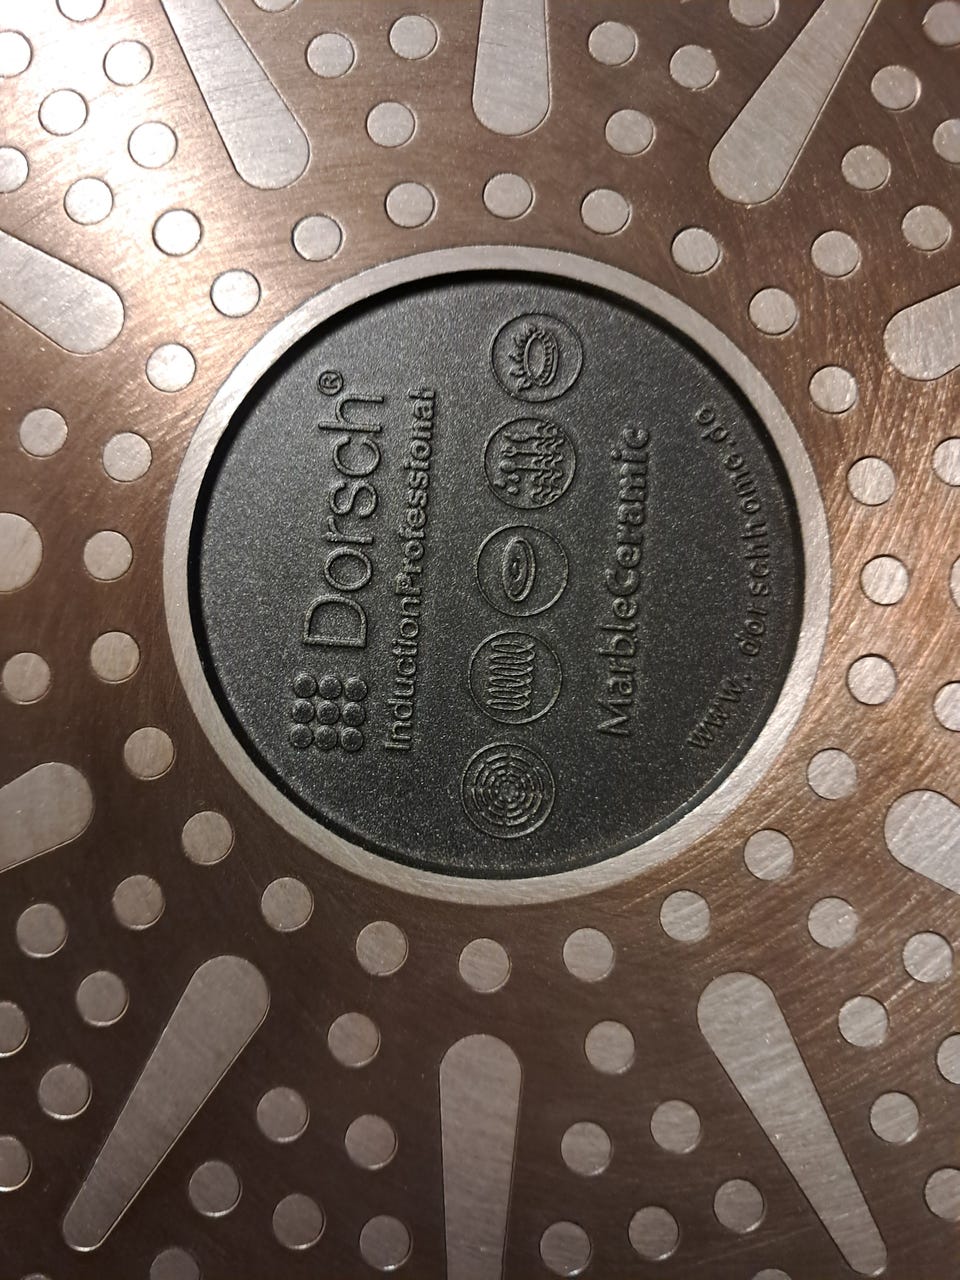 Dorsch®
InductionProfessional
MarbleCeramic
www.dorschhome.de